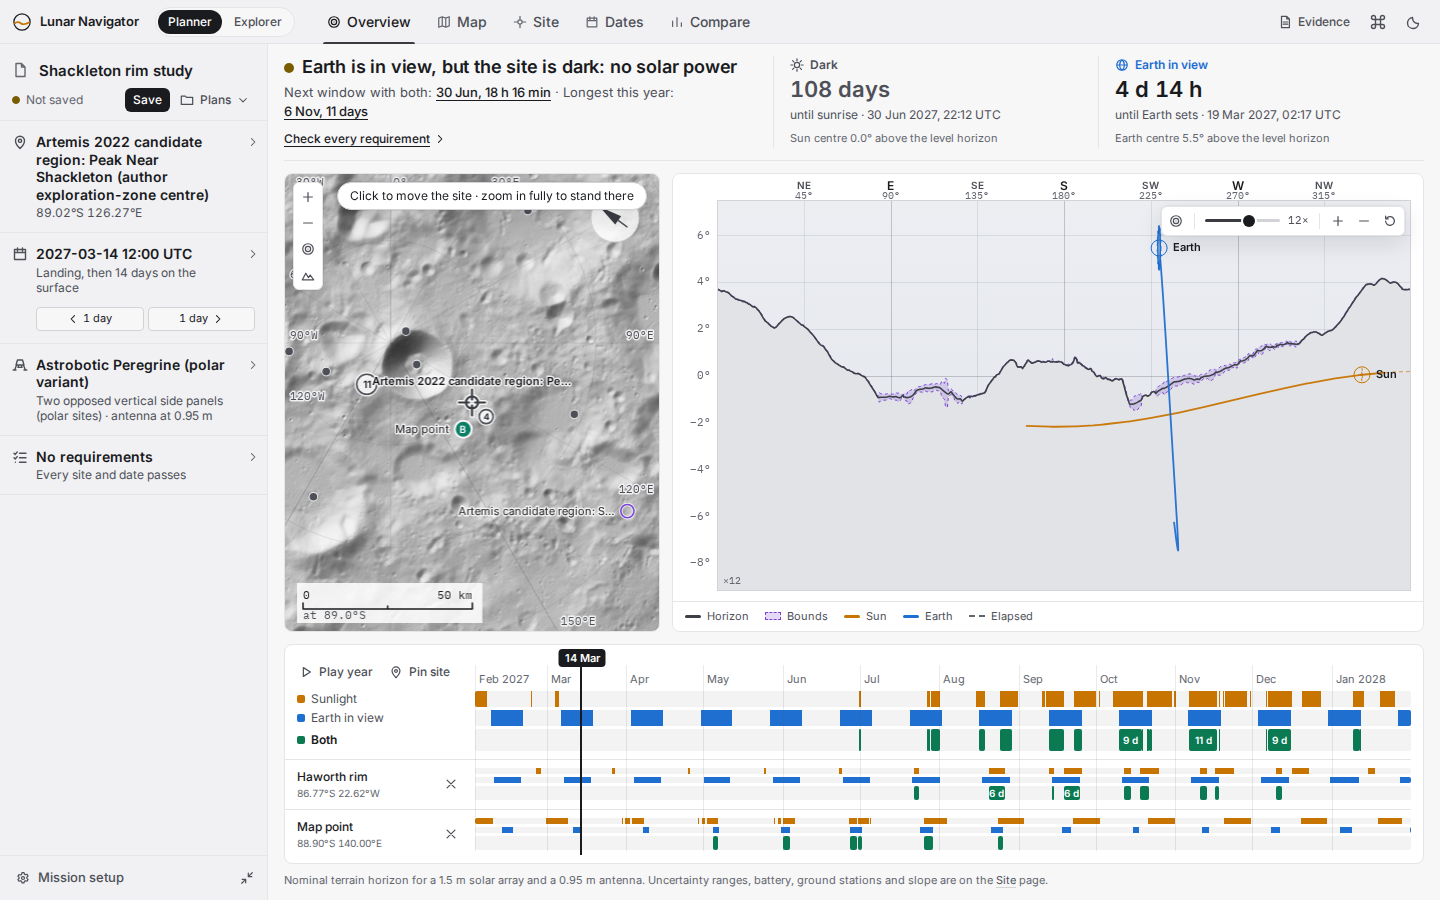 Lunar Navigator
Planner
Explorer
Overview
Map
Site
Dates
Compare
Evidence
Shackleton rim study
Not saved
Save
Plans
Artemis 2022 candidate
region: Peak Near
Shackleton (author
exploration-zone centre)
89.02°S 126.27°E
2027-03-14 12:00 UTC
Landing, then 14 days on the
surface
1 day
1 day
Astrobotic Peregrine (polar
variant)
Two opposed vertical side panels
(polar sites) · antenna at 0.95 m
No requirements
Every site and date passes
Mission setup
Earth is in view, but the site is dark: no solar power
Next window with both: 30 Jun, 18 h 16 min · Longest this year:
6 Nov, 11 days
Check every requirement
Dark
108 days
until sunrise · 30 Jun 2027, 22:12 UTC
Sun centre 0.0° above the level horizon
Earth in view
4 d 14 h
until Earth sets · 19 Mar 2027, 02:17 UTC
Earth centre 5.5° above the level horizon
Click to move the site · zoom in fully to stand there
90°W
90°E
120°W
11
Artemis 2022 candidate region: Pe...
4
Map point
B
120°E
Artemis candidate region: S...
0
50 km
at 89.0°S
150°E
NE
45°
E
90°
SE
135°
S
180°
SW
225°
W
270°
NW
315°
12×
6°
4°
2°
0°
−2°
−4°
−6°
−8°
Earth
Sun
×12
Horizon
Bounds
Sun
Earth
Elapsed
14 Mar
Play year
Pin site
Feb 2027
Mar
Apr
May
Jun
Jul
Aug
Sep
Oct
Nov
Dec
Jan 2028
Sunlight
Earth in view
Both
9 d
11 d
9 d
Haworth rim
86.77°S 22.62°W
6 d
6 d
Map point
88.90°S 140.00°E
Nominal terrain horizon for a 1.5 m solar array and a 0.95 m antenna. Uncertainty ranges, battery, ground stations and slope are on the Site page.